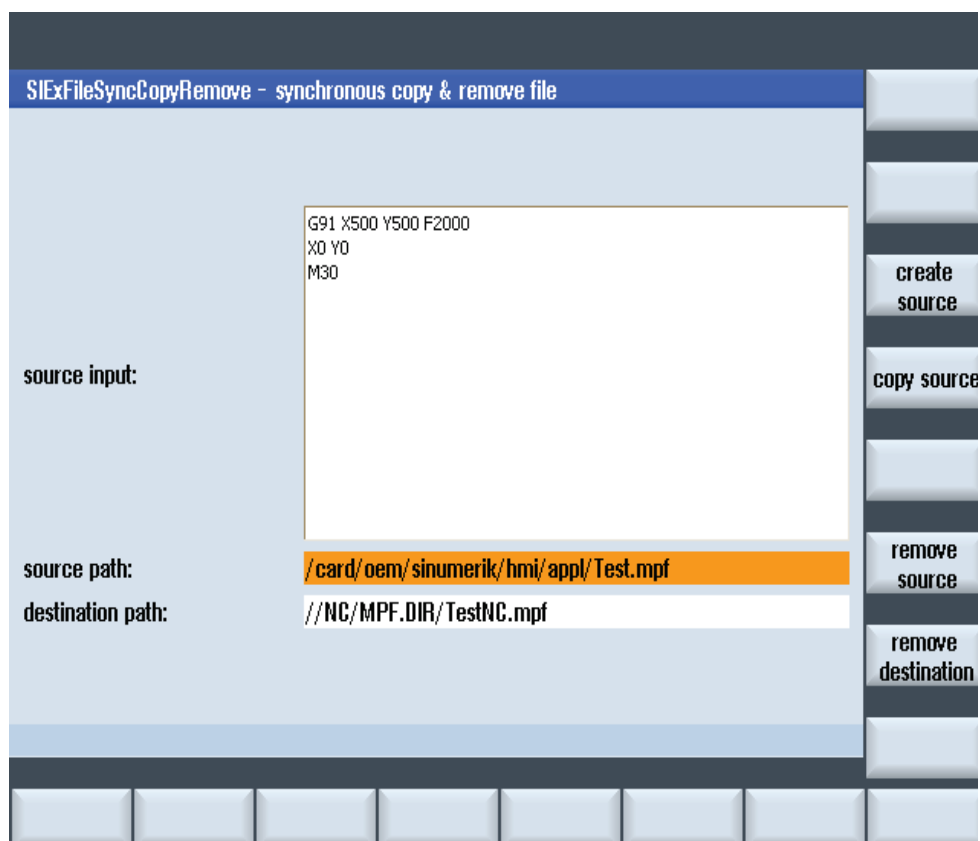 SlExFileSyncCopyRemove - synchronous copy & remove file
G91 X500 Y500 F2000
X0 Y0
M30
create
source
source input:
copy source
source path:
/card/oem/sinumerik/hmi/appl/Test.mpf
remove
source
destination path:
//NC/MPF.DIR/TestNC.mpf
remove
destination